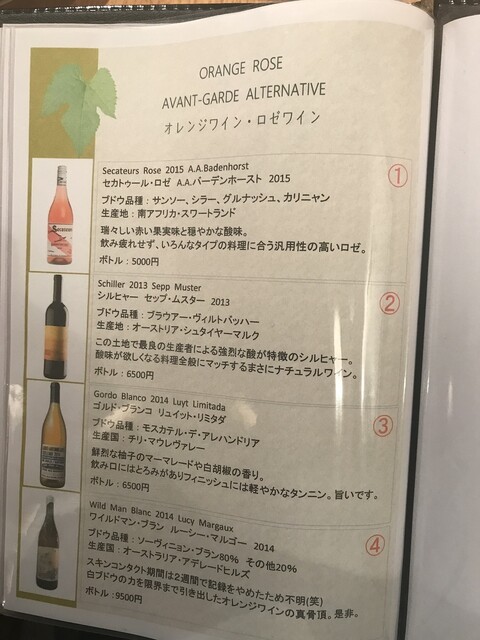 ORANGE ROSE
AVANT-GARDE ALTERNATIVE
オレンジワイン・ロゼワイン
Secateurs Rose 2015 A.A.Badenhorst
①
セカトゥール・ロゼ A.A.バーデンホースト 2015
ブドウ品種：サンソー、シラー、グルナッシュ、カリニャン
生産地：南アフリカ・スワートランド
瑞々しい赤い果実味と穏やかな酸味。
飲み疲れせず、いろんなタイプの料理に合う汎用性の高いロゼ。
ボトル：5000円
Schiller 2013 Sepp Muster
②
シルヒャー セップ・ムスター 2013
ブドウ品種：ブラウアー・ヴィルトバッハー
生産地：オーストリア・シュタイヤーマルク
この土地で最良の生産者による強烈な酸が特徴のシルヒャー。
酸味が欲しくなる料理全般にマッチするまさにナチュラルワイン。
ボトル：6500円
Gordo Blanco 2014 Luyt Limitada
③
ゴルド・ブランコ リュイット・リミタダ
ブドウ品種：モスカテル・デ・アレハンドリア
生産国：チリ・マウレヴァレー
鮮烈な柚子のマーマレードや白胡椒の香り。
飲み口にはとろみがありフィニッシュには軽やかなタンニン。旨いです。
ボトル：6500円
Wild Man Blanc 2014 Lucy Margaux
④
ワイルドマン・ブラン ルーシー・マルゴー 2014
ブドウ品種：ソーヴィニョン・ブラン80% その他20%
生産国：オーストラリア・アデレードヒルズ
スキンコンタクト期間は2週間で記録をやめたため不明(笑)
白ブドウの力を限界まで引き出したオレンジワインの真骨頂。是非。
ボトル：9500円